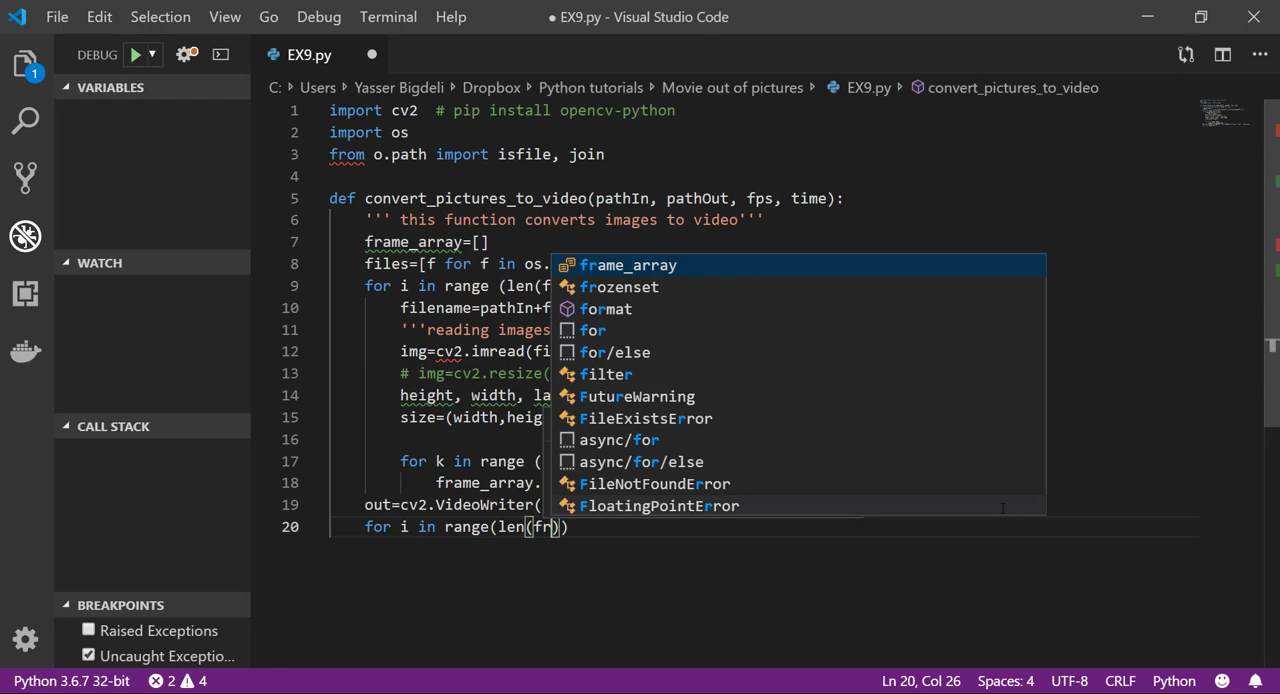 File Edit Selection View Go Debug Terminal Help ● EX9.py - Visual Studio Code
DEBUG
EX9.py
1
VARIABLES
C: Users Yasser Bigdeli Dropbox Python tutorials Movie out of pictures EX9.py convert_pictures_to_video
1 import cv2 # pip install opencv-python
2 import os
3 from o.path import isfile, join
4
5 def convert_pictures_to_video(pathIn, pathOut, fps, time):
6 ''' this function converts images to video'''
7 frame_array=[]
8 files=[f for f in os.
9 for i in range (len(f
10 filename=pathIn+f
11 '''reading images
12 img=cv2.imread(fi
13 # img=cv2.resize(
14 height, width, la
15 size=(width,heig
16
17 for k in range (
18 frame_array.
19 out=cv2.VideoWriter(
20 for i in range(len(fr))
frame_array
frozenset
format
for
for/else
filter
FutureWarning
FileExistsError
async/for
async/for/else
FileNotFoundError
FloatingPointError
WATCH
CALL STACK
BREAKPOINTS
Raised Exceptions
Uncaught Exceptio...
Python 3.6.7 32-bit 2 4 Ln 20, Col 26 Spaces: 4 UTF-8 CRLF Python